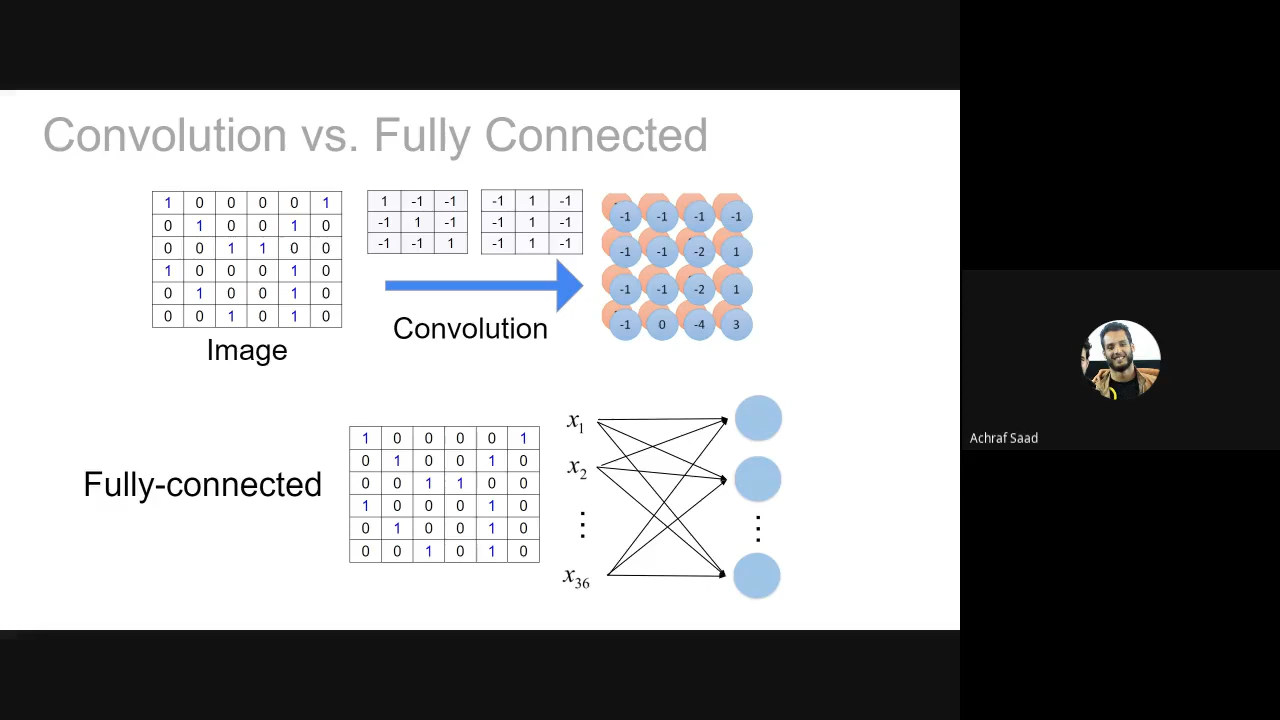 Convolution vs. Fully Connected
1 0 0 0 0 1
0 1 0 0 1 0
0 0 1 1 0 0
1 0 0 0 1 0
0 1 0 0 1 0
0 0 1 0 1 0
Image
1 -1 -1
-1 1 -1
-1 -1 1
-1 1 -1
-1 1 -1
-1 1 -1
Convolution
-1 -1 -1 -1
-1 -1 -2 1
-1 -1 -2 1
-1 0 -4 3
Fully-connected
1 0 0 0 0 1
0 1 0 0 1 0
0 0 1 1 0 0
1 0 0 0 1 0
0 1 0 0 1 0
0 0 1 0 1 0
x1
x2
⋮
x36
⋮
Achraf Saad